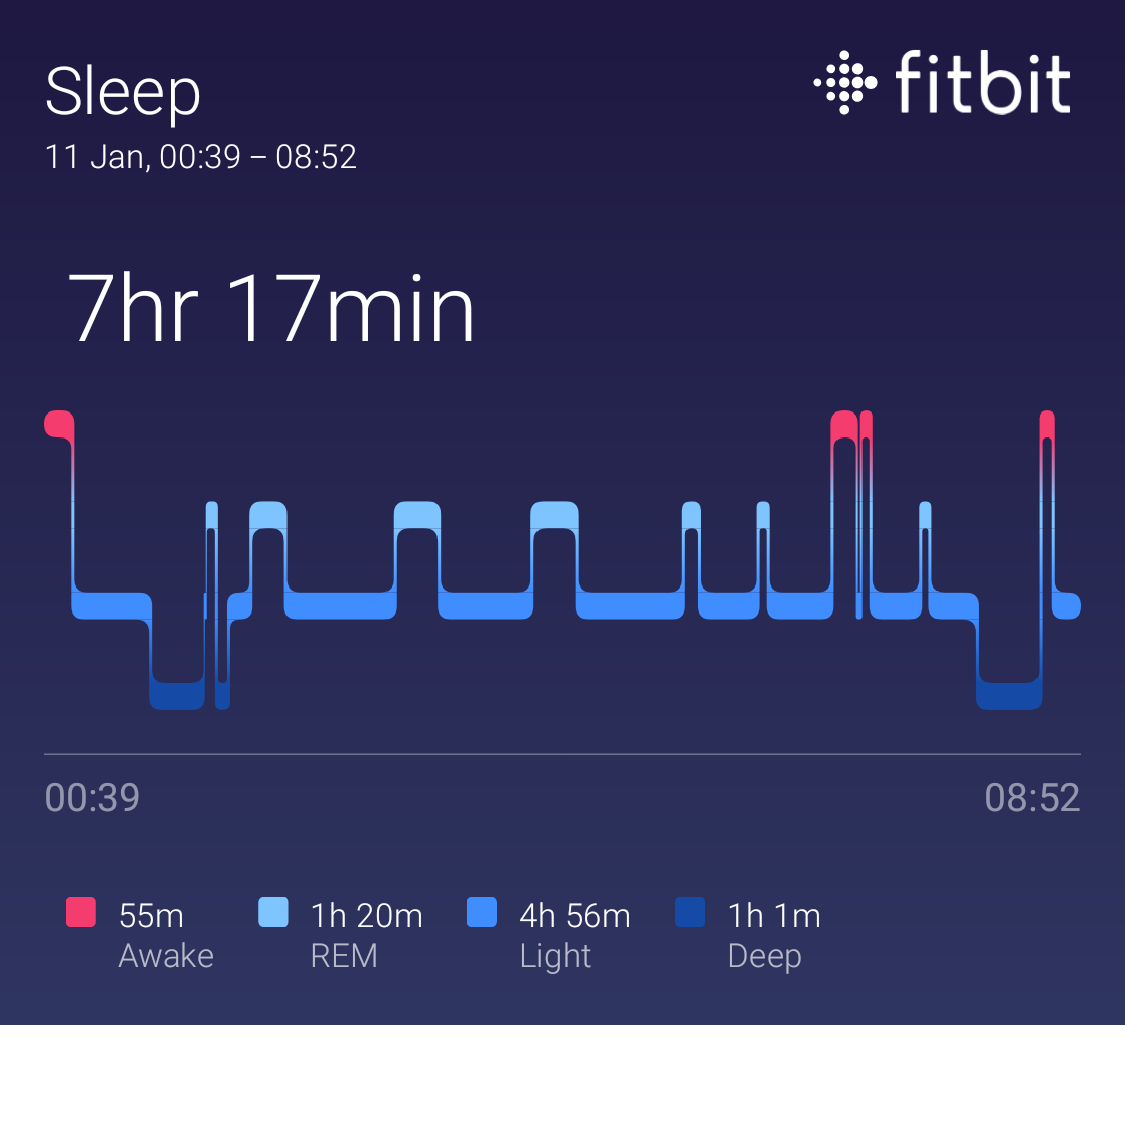 Sleep
fitbit
11 Jan, 00:39 – 08:52
7hr 17min
00:39
08:52
55m
Awake
1h 20m
REM
4h 56m
Light
1h 1m
Deep